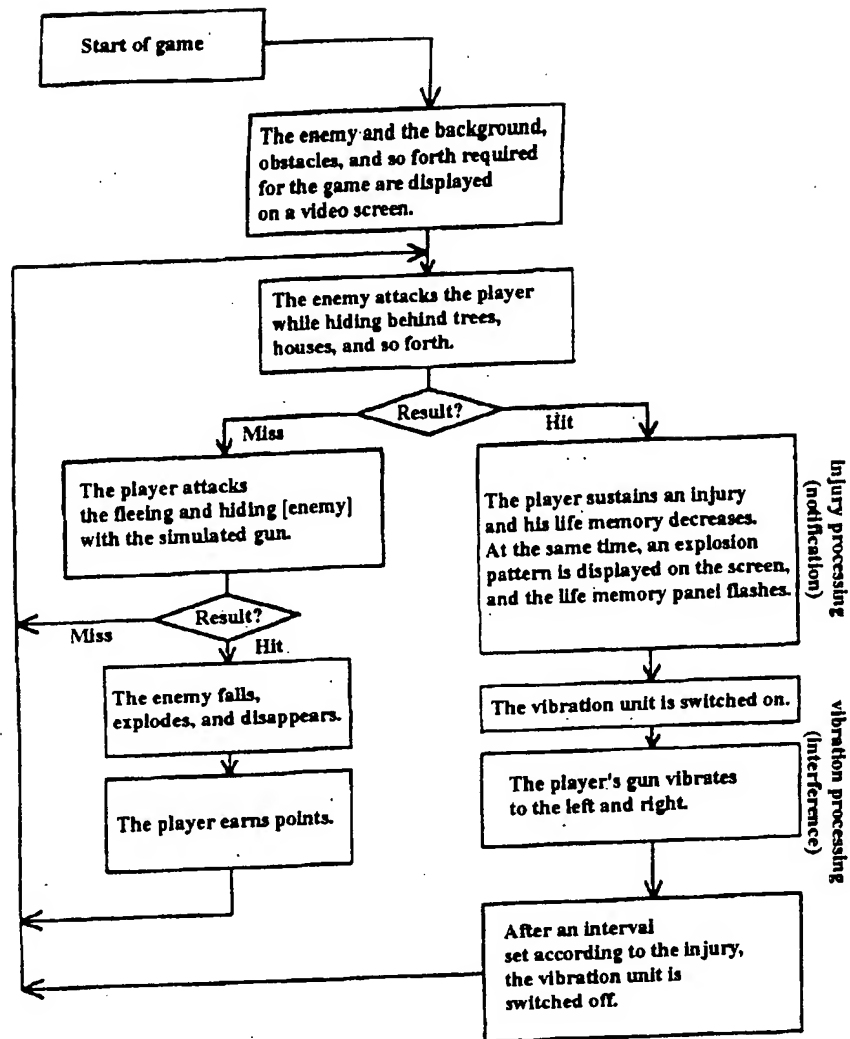 Start of game
The enemy and the background,
obstacles, and so forth required
for the game are displayed
on a video screen.
The enemy attacks the player
while hiding behind trees,
houses, and so forth.
Result?
Miss
Hit
The player attacks
the fleeing and hiding [enemy]
with the simulated gun.
The player sustains an injury
and his life memory decreases.
At the same time, an explosion
pattern is displayed on the screen,
and the life memory panel flashes.
Injury processing
(notification)
Result?
Miss
Hit
The enemy falls,
explodes, and disappears.
The player earns points.
The vibration unit is switched on.
The player's gun vibrates
to the left and right.
vibration processing
(interference)
After an interval
set according to the injury,
the vibration unit is
switched off.